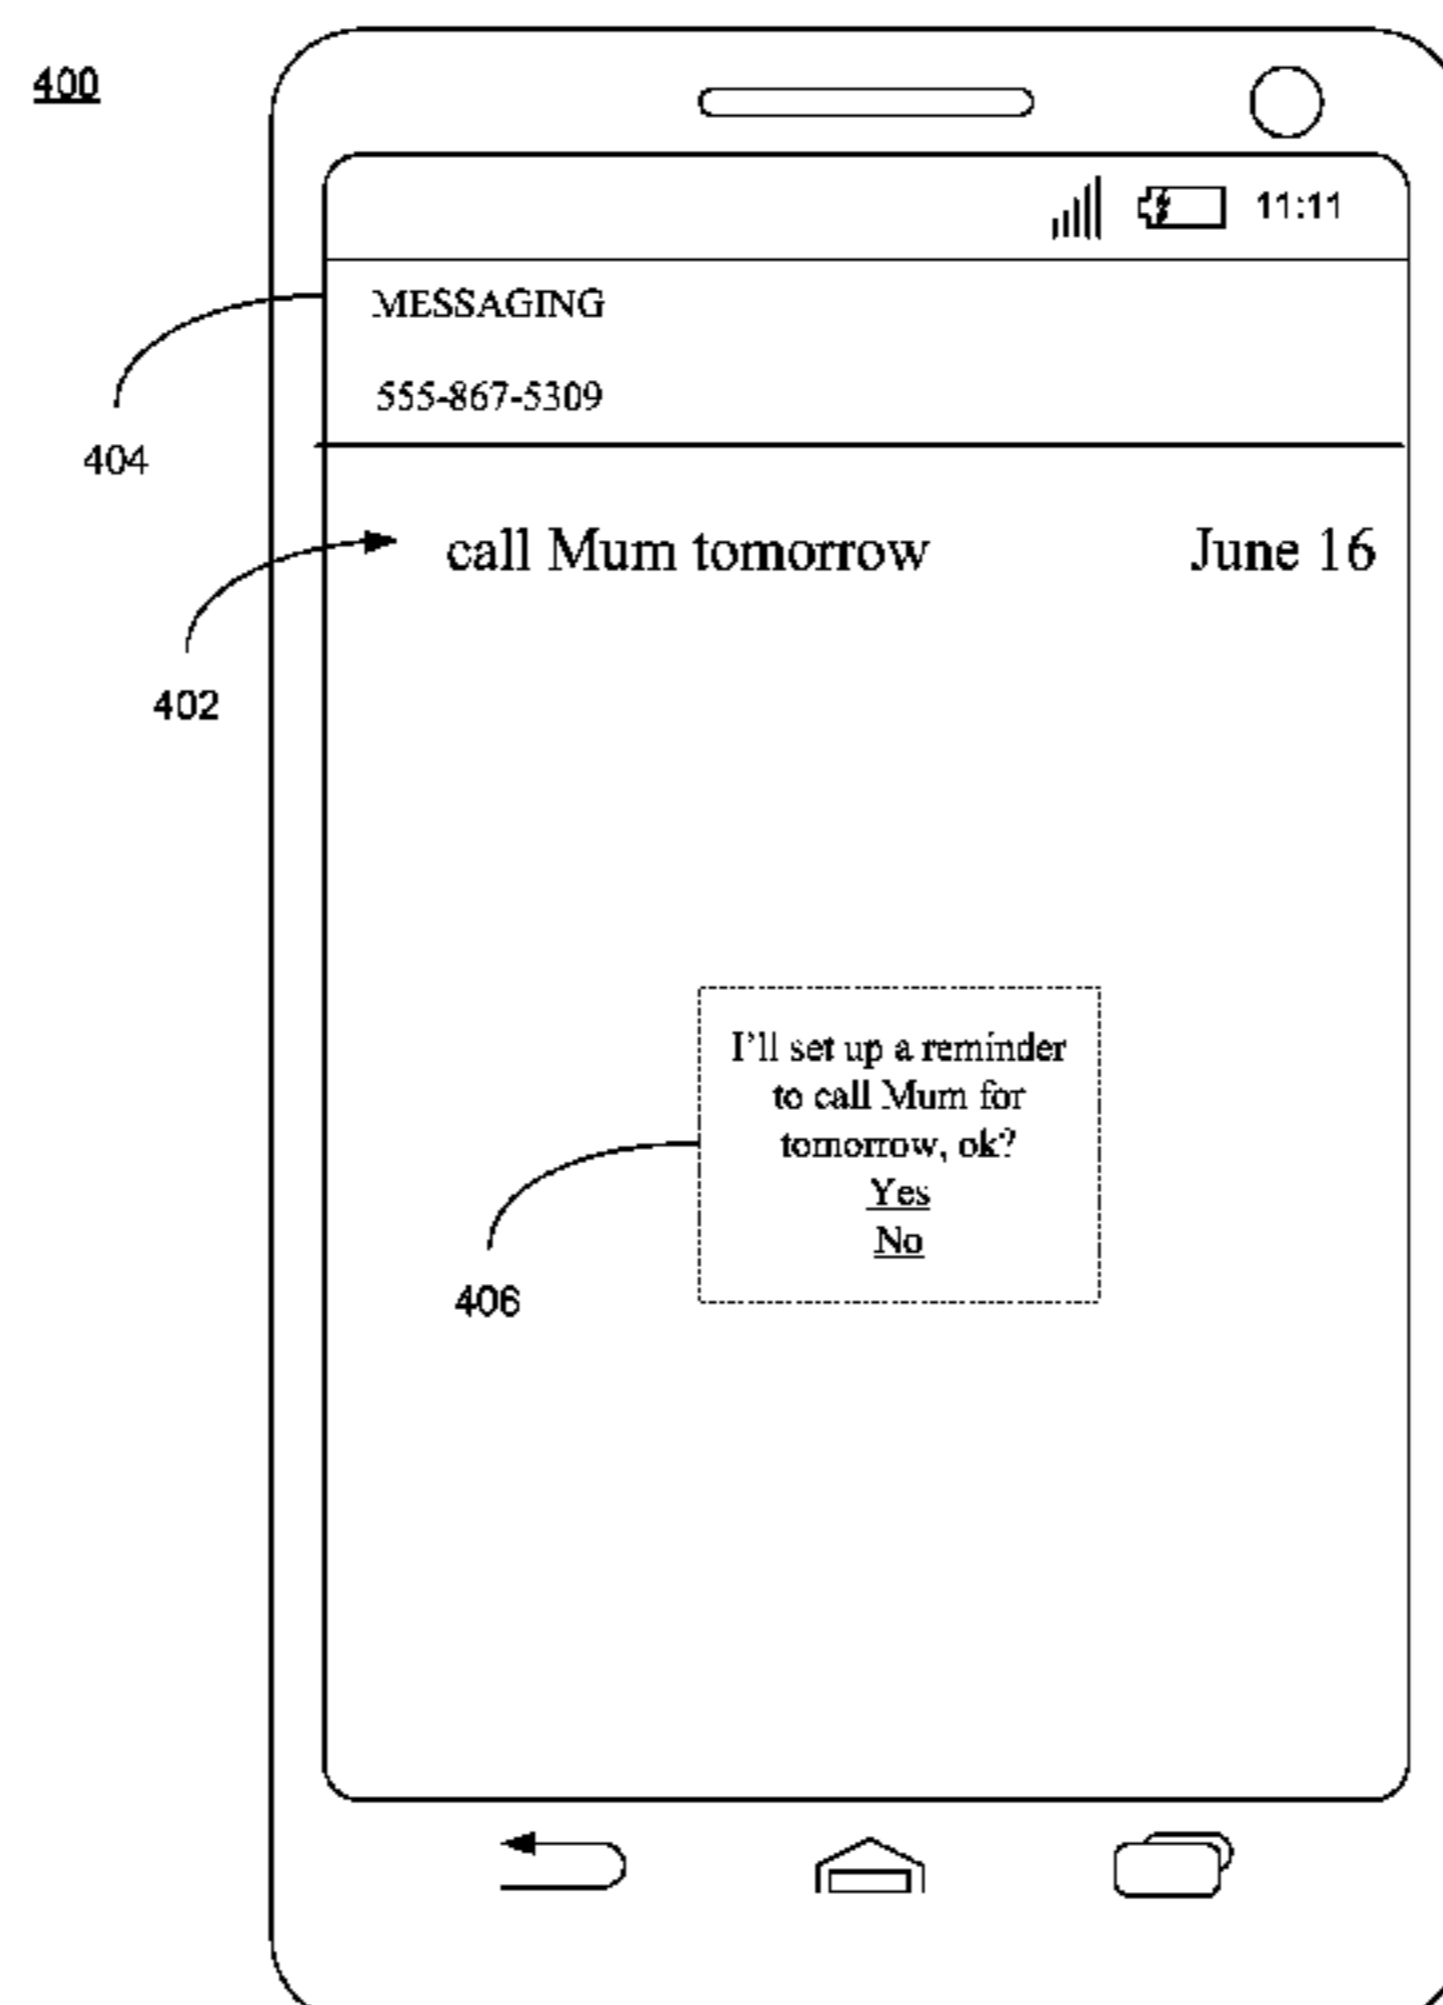 400
11:11
MESSAGING
555-867-5309
404
call Mum tomorrow June 16
402
I'll set up a reminder
to call Mum for
tomorrow, ok?
Yes
No
406